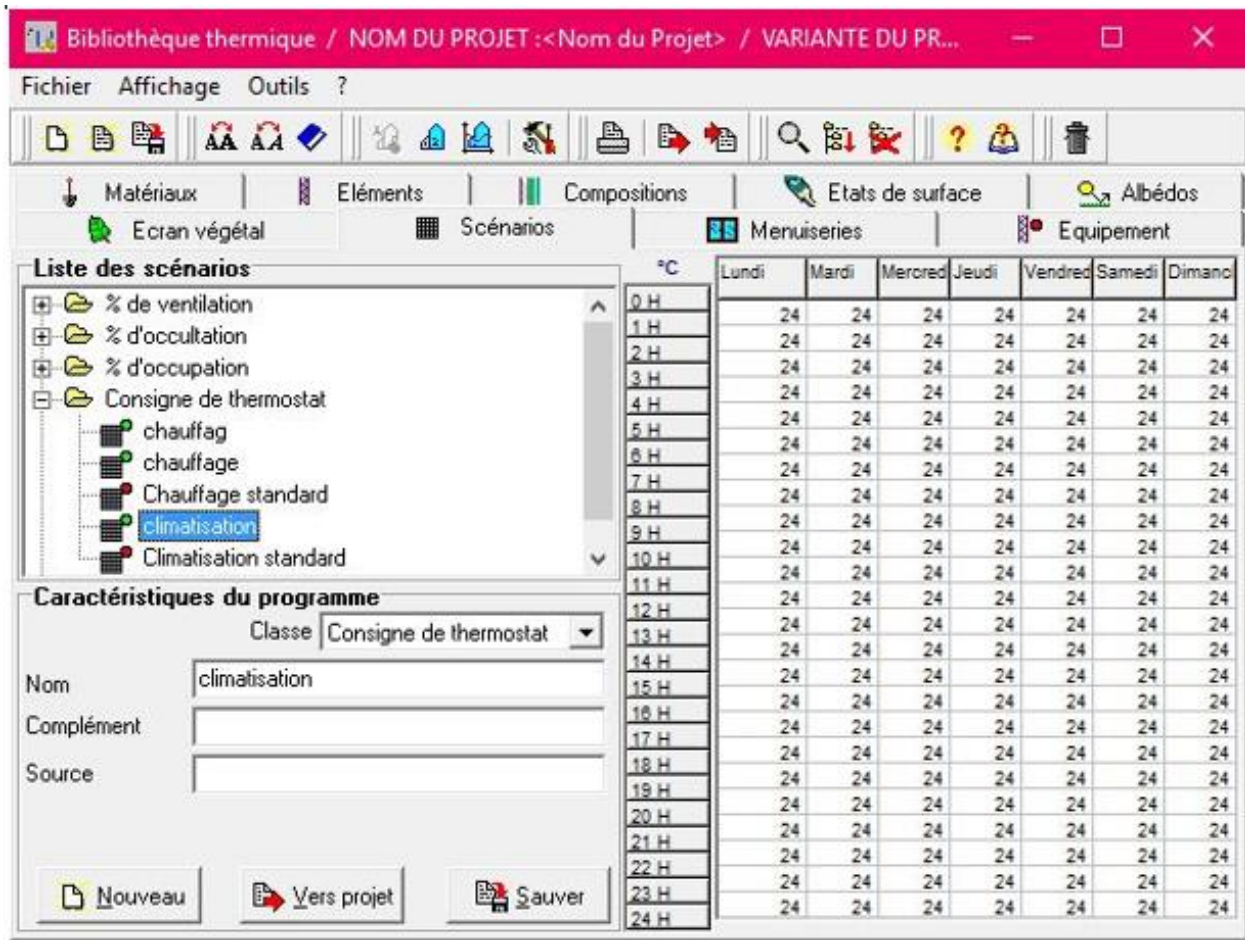 Bibliothèque thermique / NOM DU PROJET :<Nom du Projet> / VARIANTE DU PR...
Fichier Affichage Outils ?
Matériaux Eléments Compositions Etats de surface Albédos
Ecran végétal Scénarios Menuiseries Equipement
Liste des scénarios
% de ventilation
% d'occultation
% d'occupation
Consigne de thermostat
chauffag
chauffage
Chauffage standard
climatisation
Climatisation standard
Caractéristiques du programme
Classe Consigne de thermostat
Nom climatisation
Complément
Source
Nouveau Vers projet Sauver
°C Lundi Mardi Mercred Jeudi Vendred Samedi Dimanc
0 H
24 24 24 24 24 24 24
1 H
24 24 24 24 24 24 24
2 H
24 24 24 24 24 24 24
3 H
24 24 24 24 24 24 24
4 H
24 24 24 24 24 24 24
5 H
24 24 24 24 24 24 24
6 H
24 24 24 24 24 24 24
7 H
24 24 24 24 24 24 24
8 H
24 24 24 24 24 24 24
9 H
24 24 24 24 24 24 24
10 H
24 24 24 24 24 24 24
11 H
24 24 24 24 24 24 24
12 H
24 24 24 24 24 24 24
13 H
24 24 24 24 24 24 24
14 H
24 24 24 24 24 24 24
15 H
24 24 24 24 24 24 24
16 H
24 24 24 24 24 24 24
17 H
24 24 24 24 24 24 24
18 H
24 24 24 24 24 24 24
19 H
24 24 24 24 24 24 24
20 H
24 24 24 24 24 24 24
21 H
24 24 24 24 24 24 24
22 H
24 24 24 24 24 24 24
23 H
24 24 24 24 24 24 24
24 H